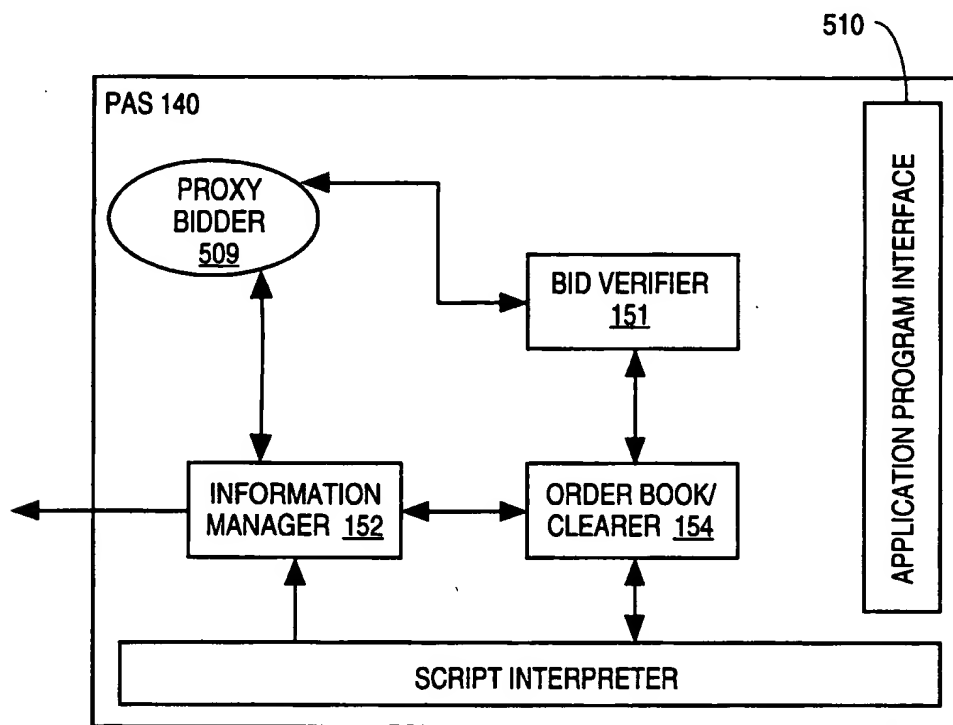 510
PAS 140
PROXY
BIDDER
509
BID VERIFIER
151
APPLICATION PROGRAM INTERFACE
INFORMATION
MANAGER 152
ORDER BOOK/
CLEARER 154
SCRIPT INTERPRETER